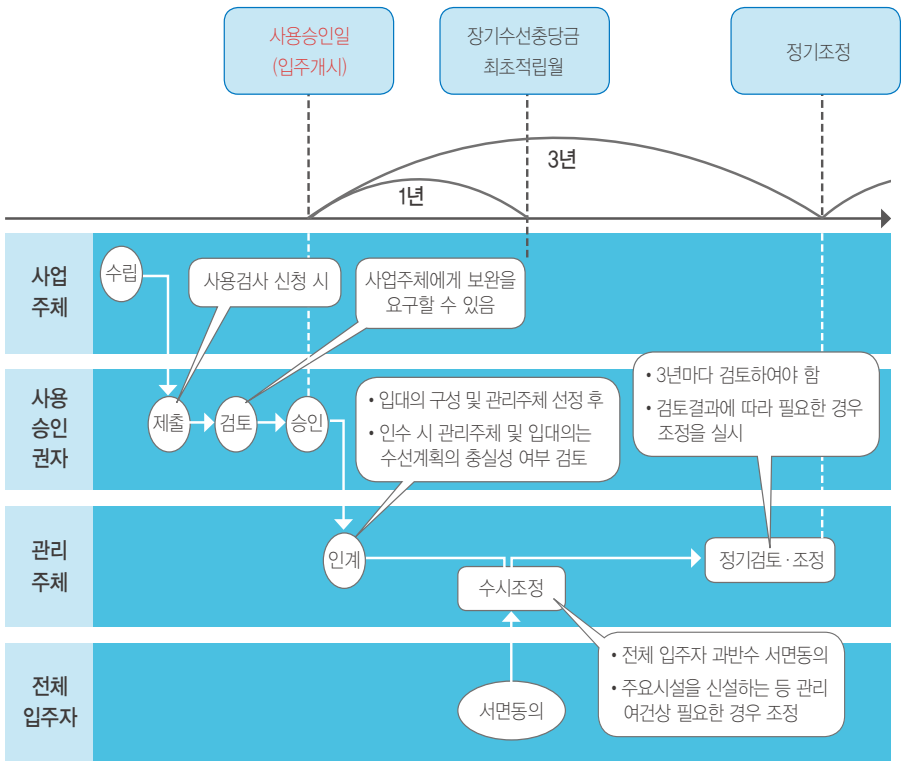 사용승인일
(입주개시)
장기수선충당금
최초적립월
정기조정
3년
1년
사업
주체
수립
사용검사 신청 시
사업주체에게 보완을
요구할 수 있음
사용
승인
권자
제출
검토
승인
• 입대의 구성 및 관리주체 선정 후
• 인수 시 관리주체 및 입대의는
수선계획의 충실성 여부 검토
• 3년마다 검토하여야 함
• 검토결과에 따라 필요한 경우
조정을 실시
관리
주체
인계
수시조정
정기검토·조정
전체
입주자
서면동의
• 전체 입주자 과반수 서면동의
• 주요시설을 신설하는 등 관리
여건상 필요한 경우 조정